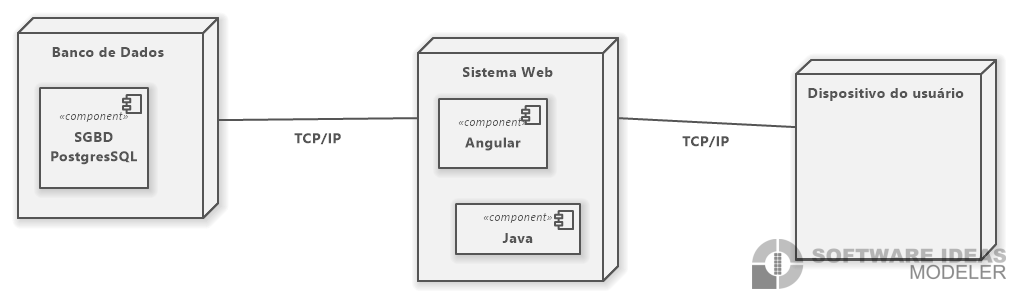 Banco de Dados
«component»
SGBD
PostgresSQL
TCP/IP
Sistema Web
«component»
Angular
«component»
Java
TCP/IP
Dispositivo do usuário
SOFTWARE IDEAS
MODELER